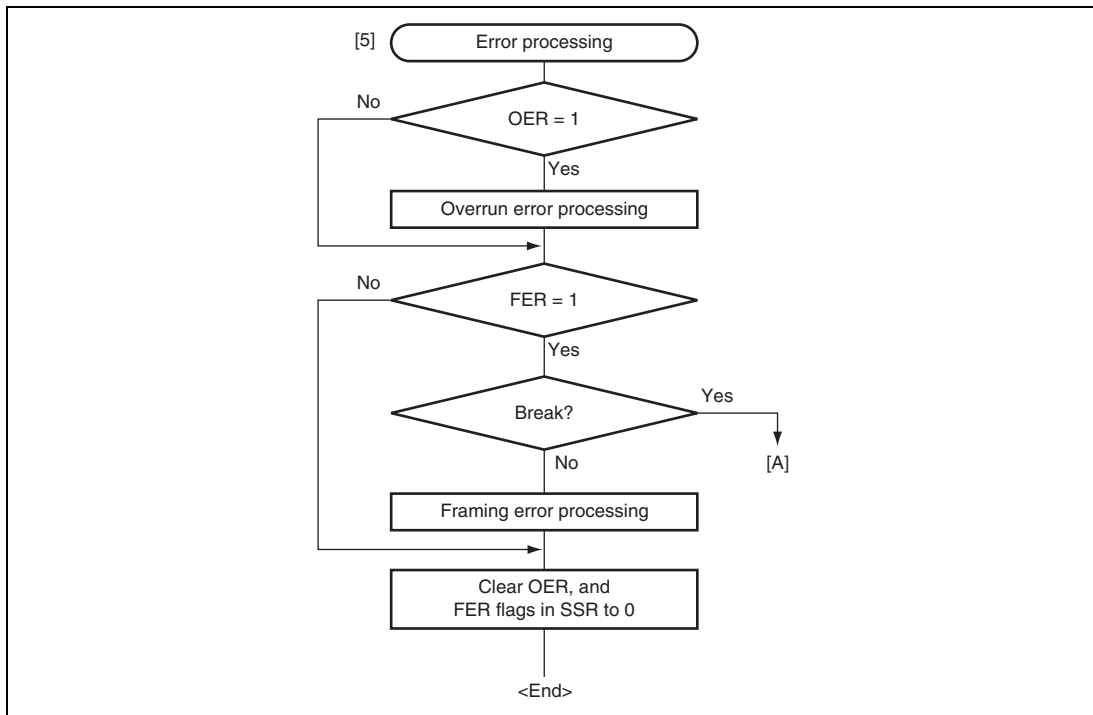 [5] Error processing
No
OER = 1
Yes
Overrun error processing
No
FER = 1
Yes
Break?
Yes
No
[A]
Framing error processing
Clear OER, and
FER flags in SSR to 0
<End>